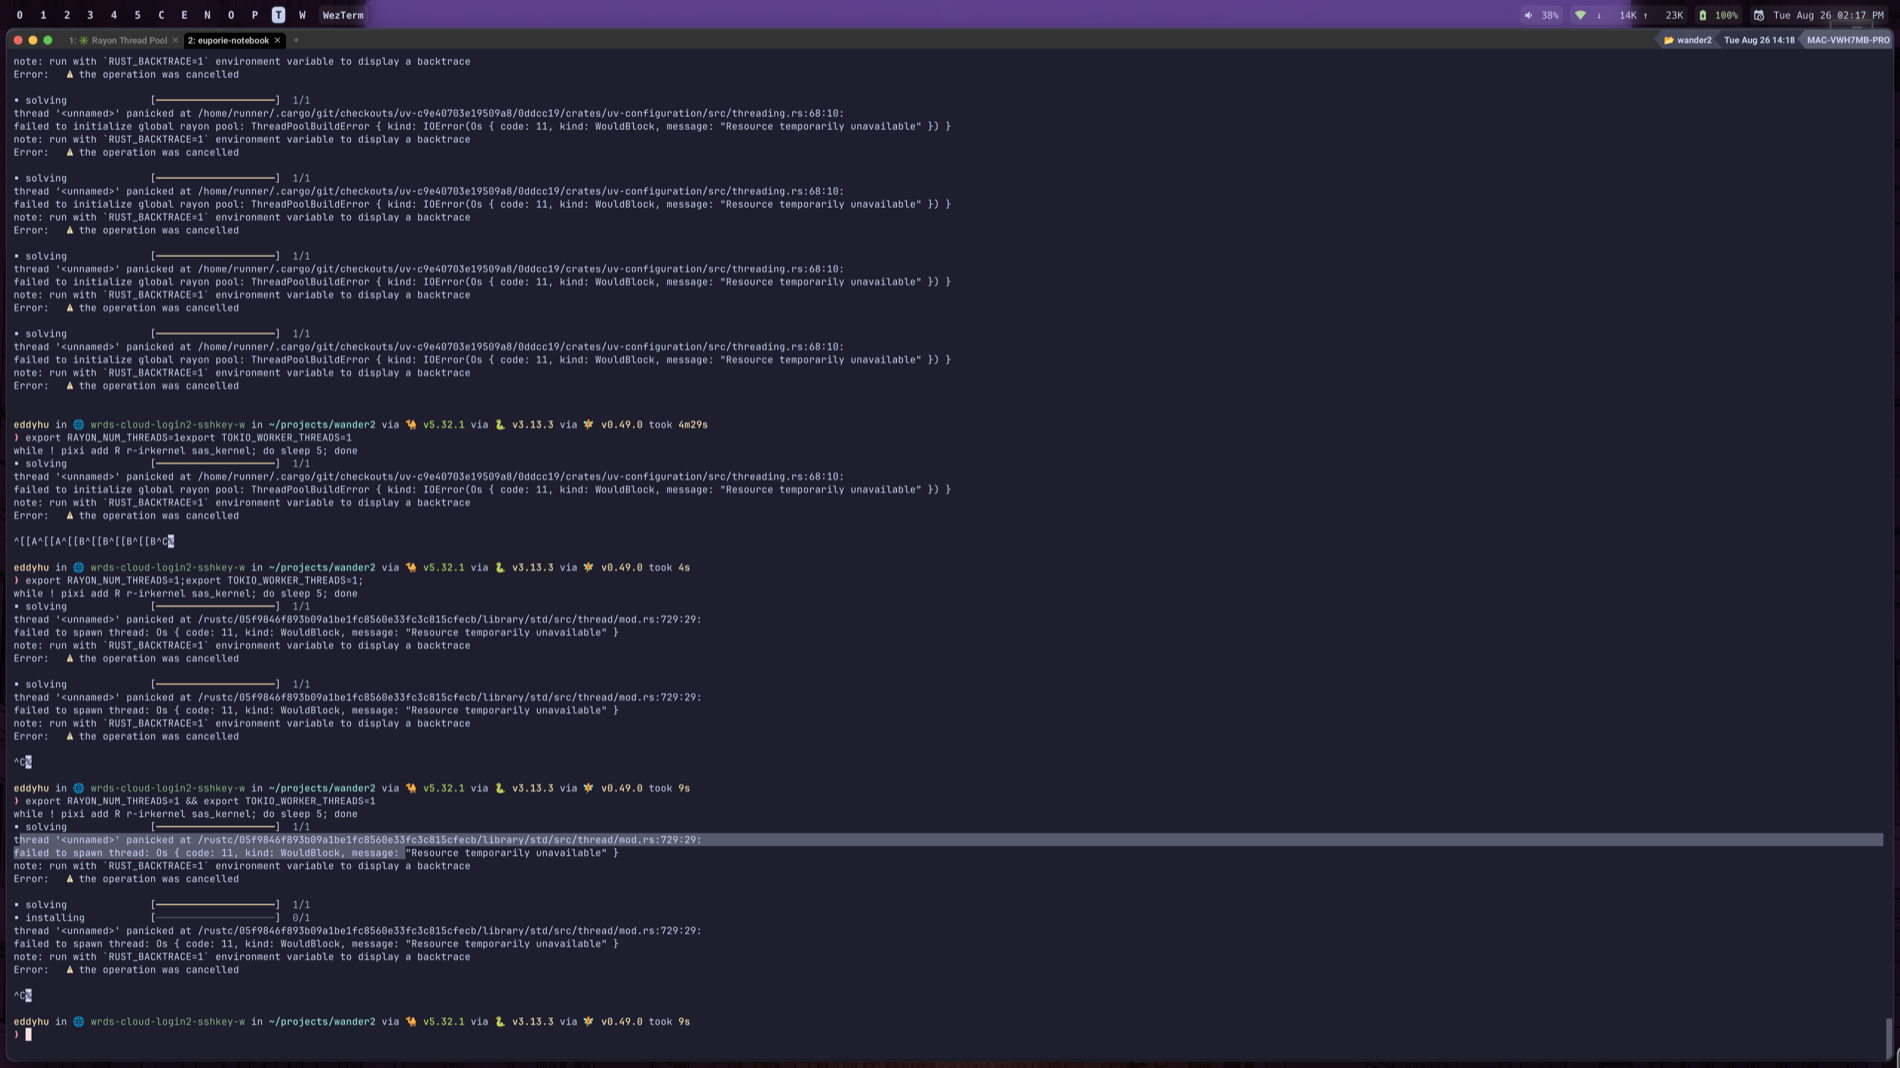 0 1 2 3 4 5 C E N O P T W WezTerm 38% ↓ 14K ↑ 23K 100% Tue Aug 26 02:17 PM
1: ✳ Rayon Thread Pool × 2: euporie-notebook × + wander2 Tue Aug 26 14:18 MAC-VWH7MB-PRO
note: run with `RUST_BACKTRACE=1` environment variable to display a backtrace
Error: ⚠ the operation was cancelled
▪ solving [────────────────────] 1/1
thread '<unnamed>' panicked at /home/runner/.cargo/git/checkouts/uv-c9e40703e19509a8/0ddcc19/crates/uv-configuration/src/threading.rs:68:10:
failed to initialize global rayon pool: ThreadPoolBuildError { kind: IOError(Os { code: 11, kind: WouldBlock, message: "Resource temporarily unavailable" }) }
note: run with `RUST_BACKTRACE=1` environment variable to display a backtrace
Error: ⚠ the operation was cancelled
▪ solving [────────────────────] 1/1
thread '<unnamed>' panicked at /home/runner/.cargo/git/checkouts/uv-c9e40703e19509a8/0ddcc19/crates/uv-configuration/src/threading.rs:68:10:
failed to initialize global rayon pool: ThreadPoolBuildError { kind: IOError(Os { code: 11, kind: WouldBlock, message: "Resource temporarily unavailable" }) }
note: run with `RUST_BACKTRACE=1` environment variable to display a backtrace
Error: ⚠ the operation was cancelled
▪ solving [────────────────────] 1/1
thread '<unnamed>' panicked at /home/runner/.cargo/git/checkouts/uv-c9e40703e19509a8/0ddcc19/crates/uv-configuration/src/threading.rs:68:10:
failed to initialize global rayon pool: ThreadPoolBuildError { kind: IOError(Os { code: 11, kind: WouldBlock, message: "Resource temporarily unavailable" }) }
note: run with `RUST_BACKTRACE=1` environment variable to display a backtrace
Error: ⚠ the operation was cancelled
▪ solving [────────────────────] 1/1
thread '<unnamed>' panicked at /home/runner/.cargo/git/checkouts/uv-c9e40703e19509a8/0ddcc19/crates/uv-configuration/src/threading.rs:68:10:
failed to initialize global rayon pool: ThreadPoolBuildError { kind: IOError(Os { code: 11, kind: WouldBlock, message: "Resource temporarily unavailable" }) }
note: run with `RUST_BACKTRACE=1` environment variable to display a backtrace
Error: ⚠ the operation was cancelled
eddyhu in 🌐 wrds-cloud-login2-sshkey-w in ~/projects/wander2 via 🐪 v5.32.1 via 🐍 v3.13.3 via v0.49.0 took 4m29s
❯ export RAYON_NUM_THREADS=1export TOKIO_WORKER_THREADS=1
while ! pixi add R r-irkernel sas_kernel; do sleep 5; done
▪ solving [────────────────────] 1/1
thread '<unnamed>' panicked at /home/runner/.cargo/git/checkouts/uv-c9e40703e19509a8/0ddcc19/crates/uv-configuration/src/threading.rs:68:10:
failed to initialize global rayon pool: ThreadPoolBuildError { kind: IOError(Os { code: 11, kind: WouldBlock, message: "Resource temporarily unavailable" }) }
note: run with `RUST_BACKTRACE=1` environment variable to display a backtrace
Error: ⚠ the operation was cancelled
^[[A^[[A^[[B^[[B^[[B^[[B^C%
eddyhu in 🌐 wrds-cloud-login2-sshkey-w in ~/projects/wander2 via 🐪 v5.32.1 via 🐍 v3.13.3 via v0.49.0 took 4s
❯ export RAYON_NUM_THREADS=1;export TOKIO_WORKER_THREADS=1;
while ! pixi add R r-irkernel sas_kernel; do sleep 5; done
▪ solving [────────────────────] 1/1
thread '<unnamed>' panicked at /rustc/05f9846f893b09a1be1fc8560e33fc3c815cfecb/library/std/src/thread/mod.rs:729:29:
failed to spawn thread: Os { code: 11, kind: WouldBlock, message: "Resource temporarily unavailable" }
note: run with `RUST_BACKTRACE=1` environment variable to display a backtrace
Error: ⚠ the operation was cancelled
▪ solving [────────────────────] 1/1
thread '<unnamed>' panicked at /rustc/05f9846f893b09a1be1fc8560e33fc3c815cfecb/library/std/src/thread/mod.rs:729:29:
failed to spawn thread: Os { code: 11, kind: WouldBlock, message: "Resource temporarily unavailable" }
note: run with `RUST_BACKTRACE=1` environment variable to display a backtrace
Error: ⚠ the operation was cancelled
^C%
eddyhu in 🌐 wrds-cloud-login2-sshkey-w in ~/projects/wander2 via 🐪 v5.32.1 via 🐍 v3.13.3 via v0.49.0 took 9s
❯ export RAYON_NUM_THREADS=1 && export TOKIO_WORKER_THREADS=1
while ! pixi add R r-irkernel sas_kernel; do sleep 5; done
▪ solving [────────────────────] 1/1
thread '<unnamed>' panicked at /rustc/05f9846f893b09a1be1fc8560e33fc3c815cfecb/library/std/src/thread/mod.rs:729:29:
failed to spawn thread: Os { code: 11, kind: WouldBlock, message: "Resource temporarily unavailable" }
note: run with `RUST_BACKTRACE=1` environment variable to display a backtrace
Error: ⚠ the operation was cancelled
▪ solving [────────────────────] 1/1
▪ installing [────────────────────] 0/1
thread '<unnamed>' panicked at /rustc/05f9846f893b09a1be1fc8560e33fc3c815cfecb/library/std/src/thread/mod.rs:729:29:
failed to spawn thread: Os { code: 11, kind: WouldBlock, message: "Resource temporarily unavailable" }
note: run with `RUST_BACKTRACE=1` environment variable to display a backtrace
Error: ⚠ the operation was cancelled
^C%
eddyhu in 🌐 wrds-cloud-login2-sshkey-w in ~/projects/wander2 via 🐪 v5.32.1 via 🐍 v3.13.3 via v0.49.0 took 9s
❯